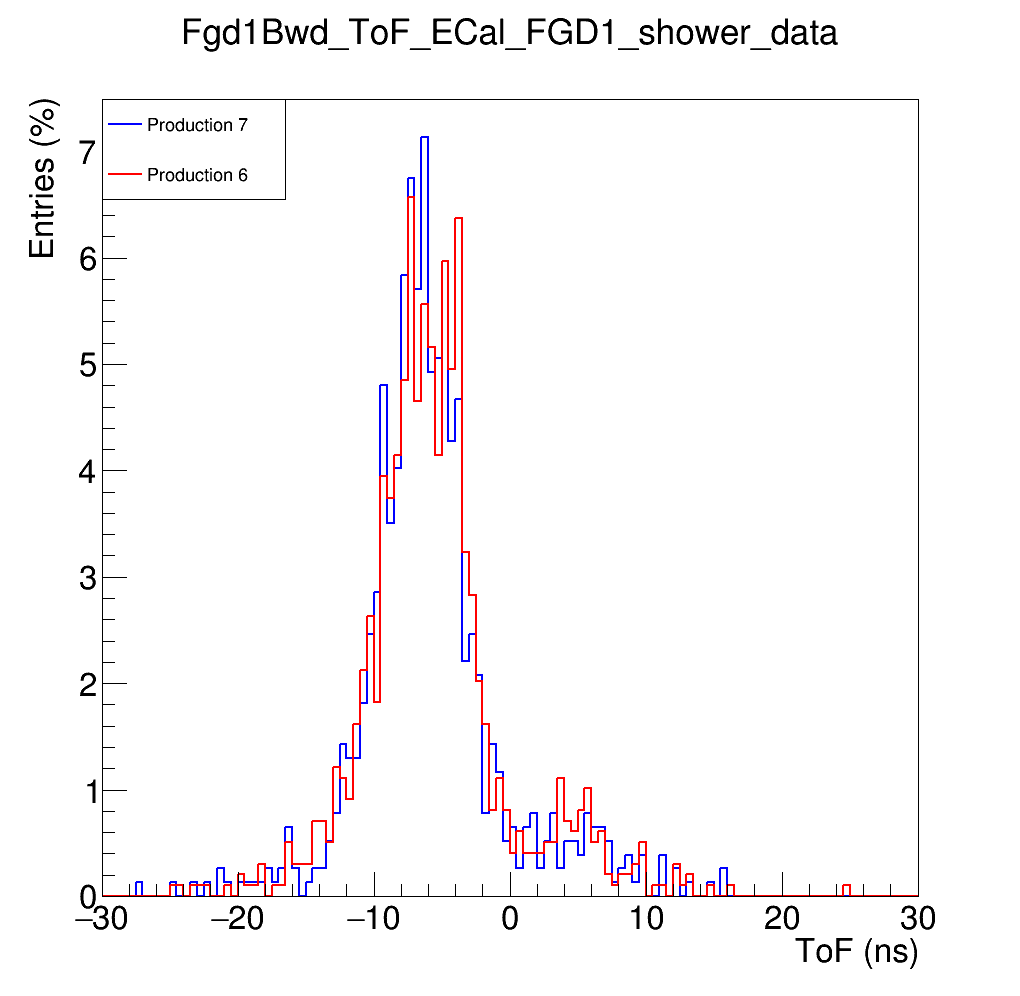 Fgd1Bwd_ToF_ECal_FGD1_shower_data
Entries (%)
Production 7
Production 6
7
6
5
4
3
2
1
0
−30 −20 −10 0 10 20 30
ToF (ns)